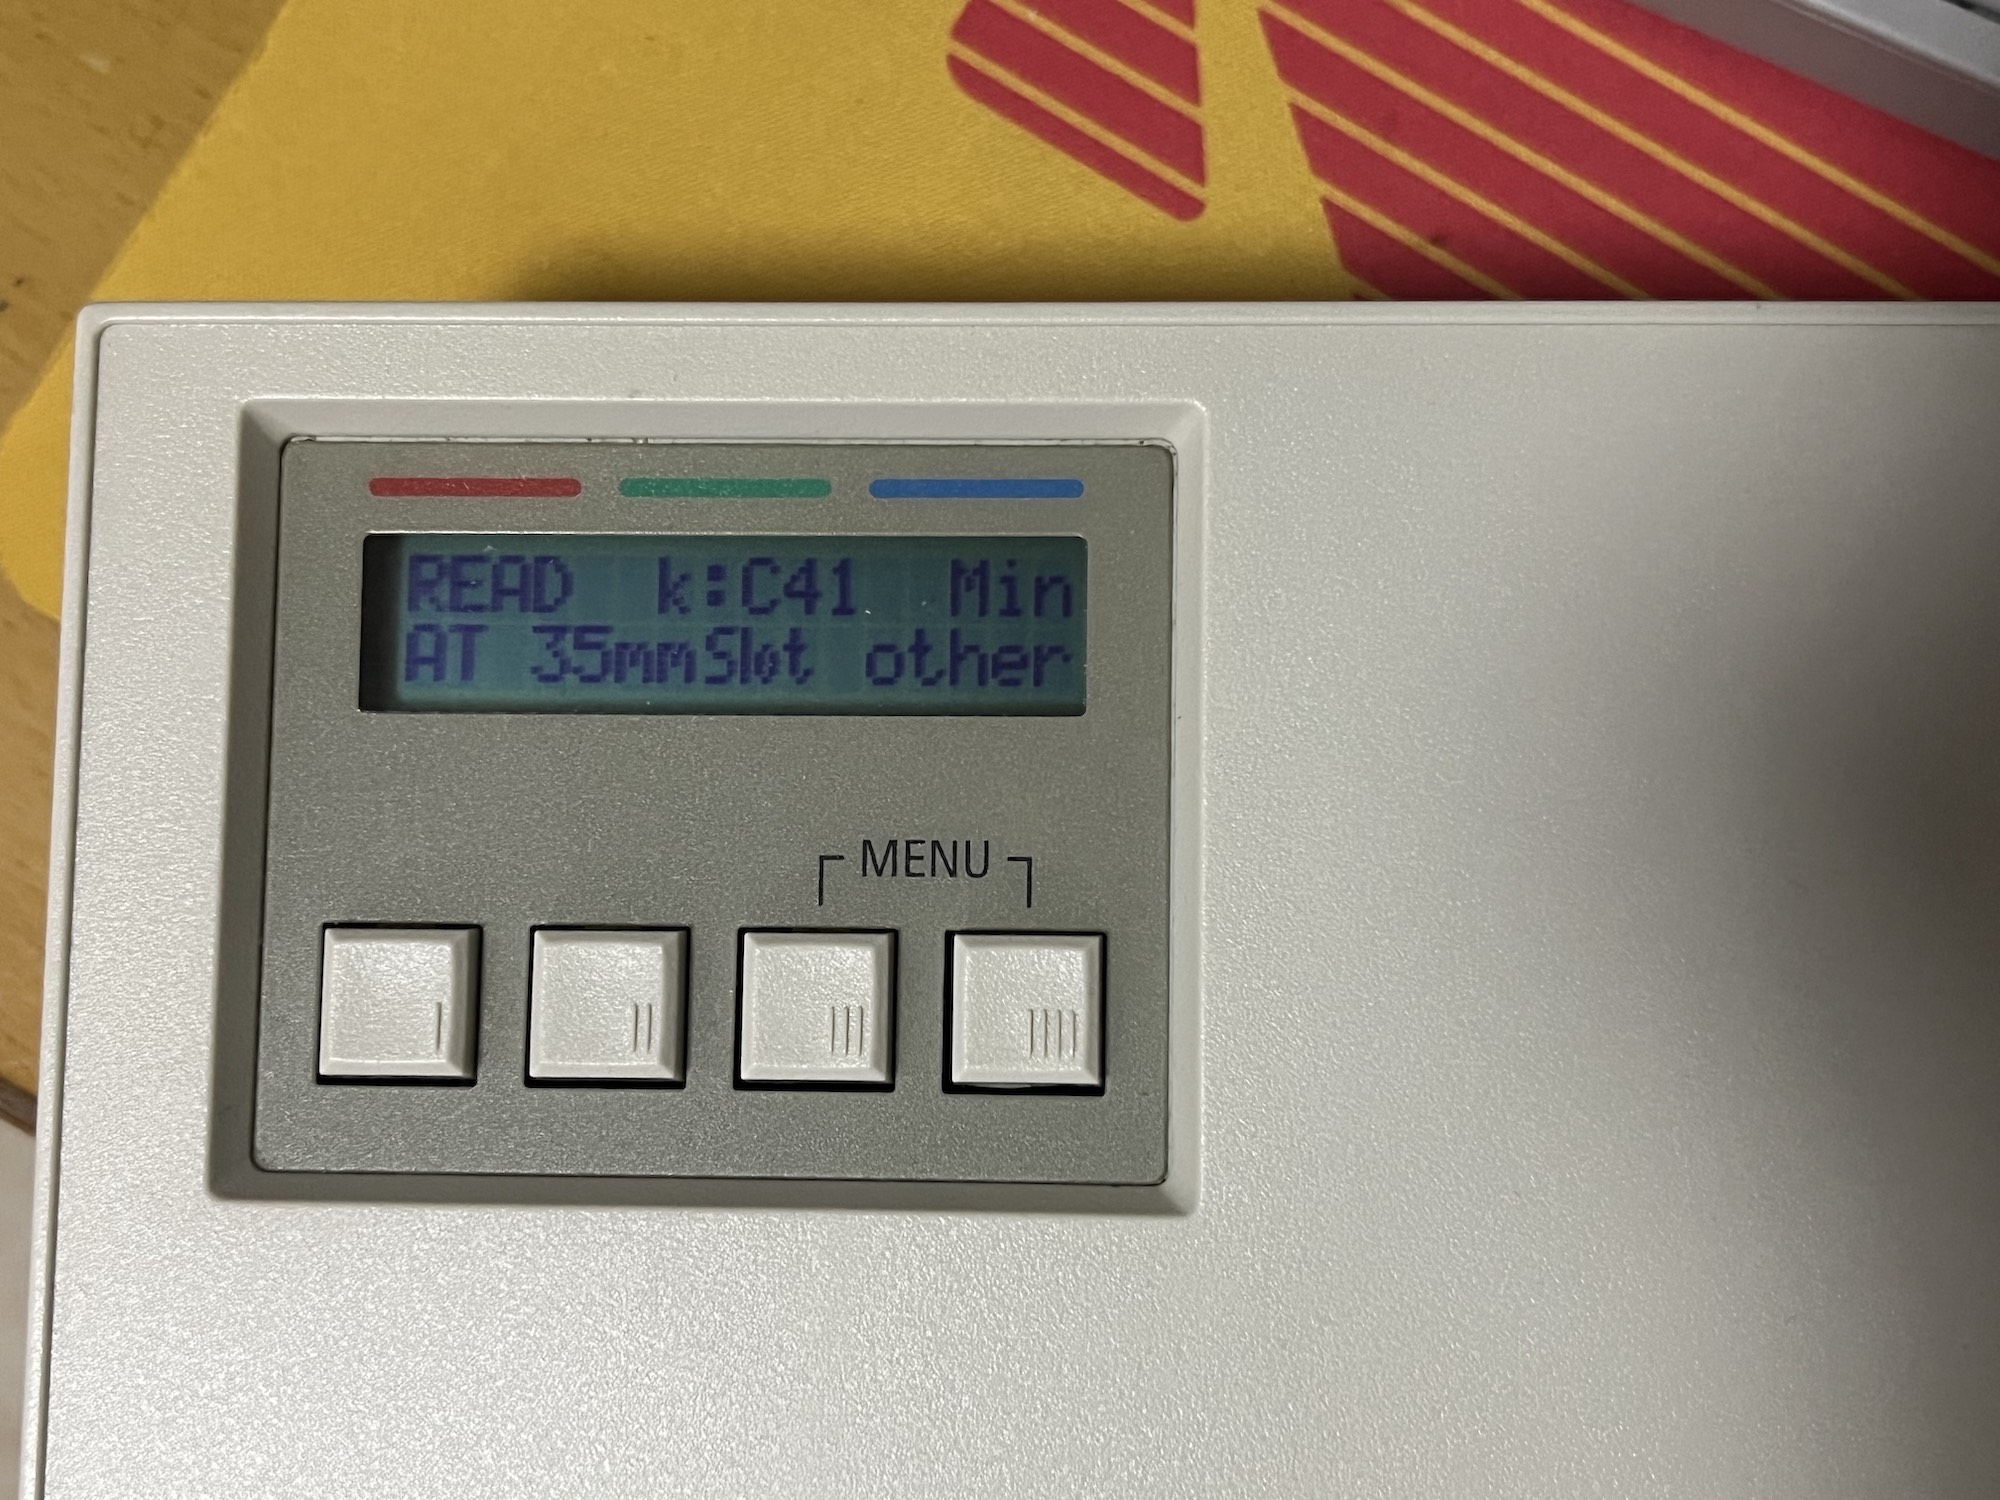 READ k:C41 Min
AT 35mmSlot other
MENU